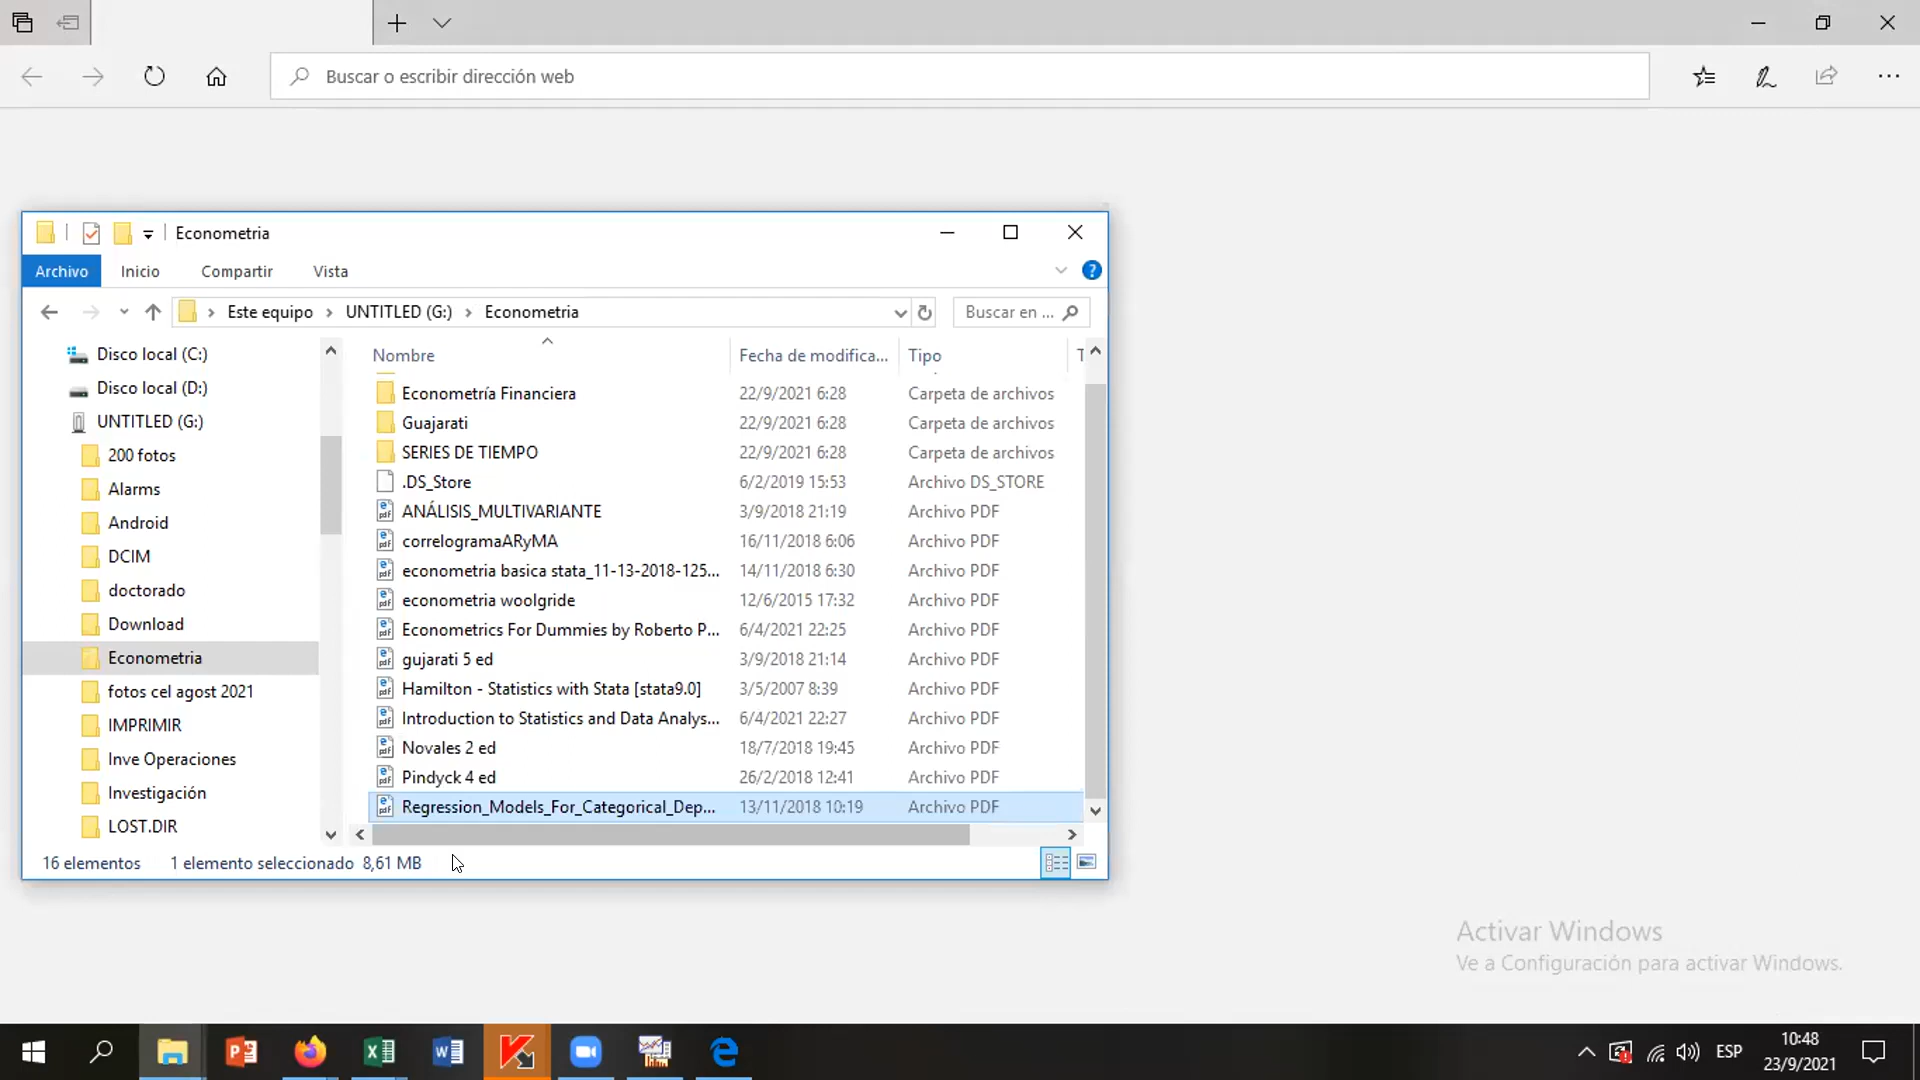 Buscar o escribir dirección web
Econometria
Archivo Inicio Compartir Vista
Este equipo › UNTITLED (G:) › Econometria
Buscar en ...
Disco local (C:)
Disco local (D:)
UNTITLED (G:)
200 fotos
Alarms
Android
DCIM
doctorado
Download
Econometria
fotos cel agost 2021
IMPRIMIR
Inve Operaciones
Investigación
LOST.DIR
Nombre Fecha de modifica... Tipo T
Econometría Financiera 22/9/2021 6:28 Carpeta de archivos
Guajarati 22/9/2021 6:28 Carpeta de archivos
SERIES DE TIEMPO 22/9/2021 6:28 Carpeta de archivos
.DS_Store 6/2/2019 15:53 Archivo DS_STORE
ANÁLISIS_MULTIVARIANTE 3/9/2018 21:19 Archivo PDF
correlogramaARyMA 16/11/2018 6:06 Archivo PDF
econometria basica stata_11-13-2018-125... 14/11/2018 6:30 Archivo PDF
econometria woolgride 12/6/2015 17:32 Archivo PDF
Econometrics For Dummies by Roberto P... 6/4/2021 22:25 Archivo PDF
gujarati 5 ed 3/9/2018 21:14 Archivo PDF
Hamilton - Statistics with Stata [stata9.0] 3/5/2007 8:39 Archivo PDF
Introduction to Statistics and Data Analys... 6/4/2021 22:27 Archivo PDF
Novales 2 ed 18/7/2018 19:45 Archivo PDF
Pindyck 4 ed 26/2/2018 12:41 Archivo PDF
Regression_Models_For_Categorical_Dep... 13/11/2018 10:19 Archivo PDF
16 elementos 1 elemento seleccionado 8,61 MB
Activar Windows
Ve a Configuración para activar Windows.
ESP
10:48
23/9/2021